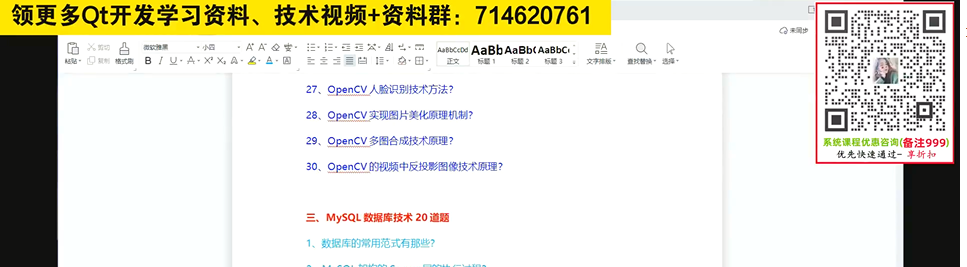 领更多Qt开发学习资料、技术视频+资料群：714620761
未同步
粘贴 剪切 复制 格式刷
微软雅黑 小四
AaBbCcDd AaBb AaBb( AaBbC
正文 标题 1 标题 2 标题 3
文字排版 查找替换 选择
27、OpenCV 人脸识别技术方法？
28、OpenCV 实现图片美化原理机制？
29、OpenCV 多图合成技术原理？
30、OpenCV 的视频中反投影图像技术原理？
三、MySQL 数据库技术 20 道题
1、数据库的常用范式有那些？
系统课程优惠咨询(备注999)
优先快速通过- 享折扣